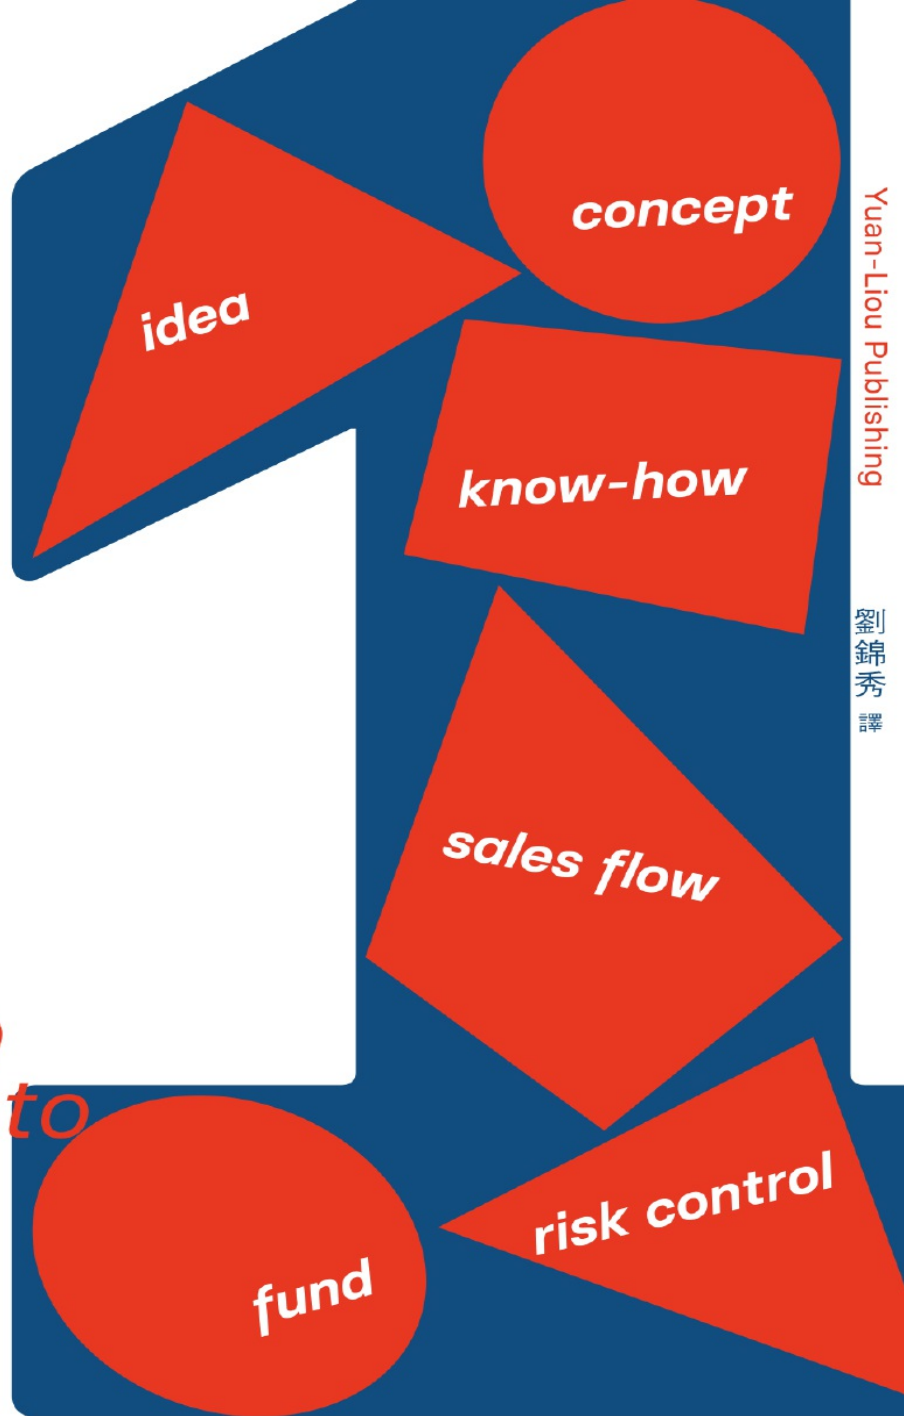 concept
idea
know-how
sales flow
to
risk control
fund
Yuan-Liou Publishing
劉錦秀 譯